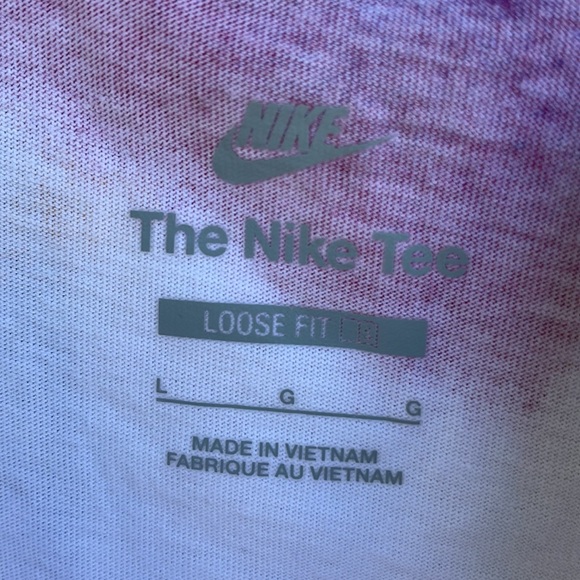 NIKE
The Nike Tee
LOOSE FIT
L G G
MADE IN VIETNAM
FABRIQUE AU VIETNAM